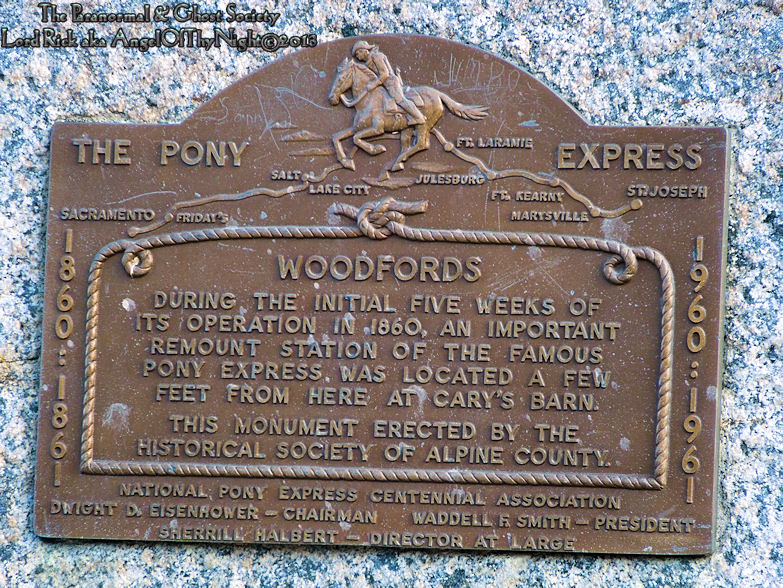 The Paranormal & Ghost Society
Lord Rick aka AngelOfThyNight©2013
THE PONY EXPRESS
FT. LARAMIE
SALT LAKE CITY
JULESBURG
FT. KEARNY
ST. JOSEPH
SACRAMENTO
FRIDAY'S
MARYSVILLE
1860:1861
1960:1961
WOODFORDS
DURING THE INITIAL FIVE WEEKS OF
ITS OPERATION IN 1860, AN IMPORTANT
REMOUNT STATION OF THE FAMOUS
PONY EXPRESS WAS LOCATED A FEW
FEET FROM HERE AT CARY'S BARN.
THIS MONUMENT ERECTED BY THE
HISTORICAL SOCIETY OF ALPINE COUNTY.
NATIONAL PONY EXPRESS CENTENNIAL ASSOCIATION
DWIGHT D. EISENHOWER – CHAIRMAN WADDELL F. SMITH – PRESIDENT
SHERRILL HALBERT – DIRECTOR AT LARGE